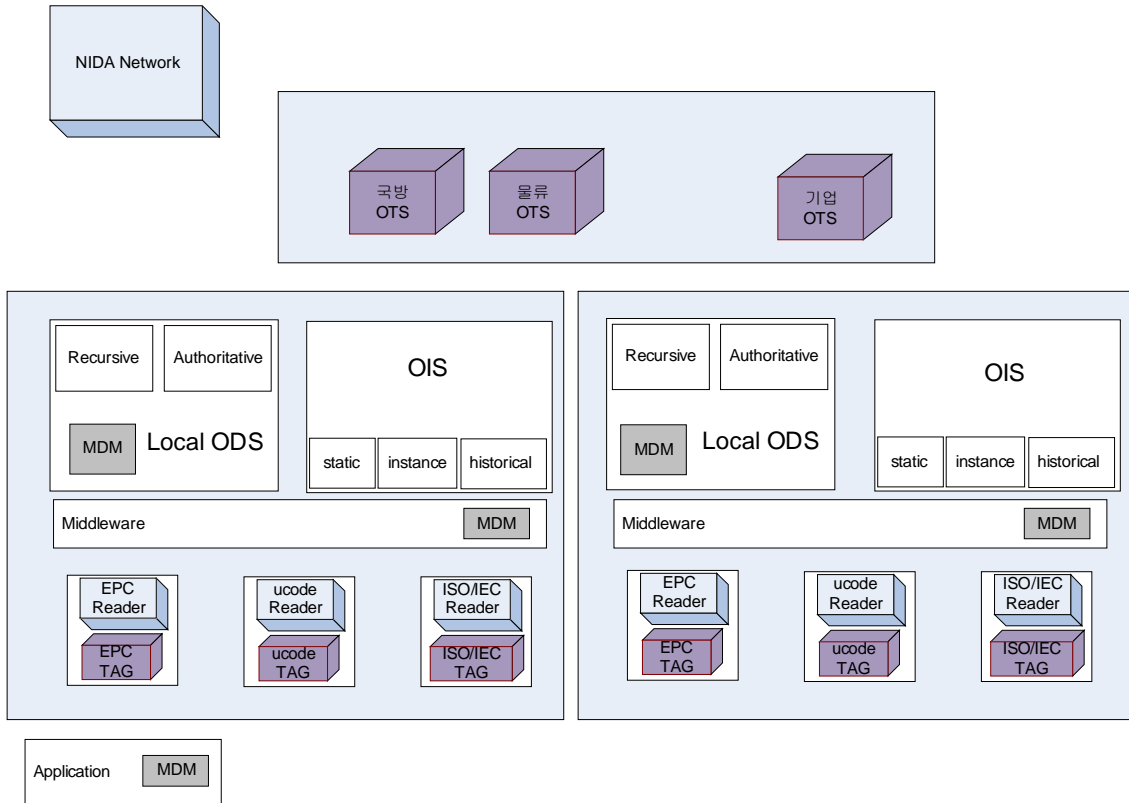 NIDA Network
국방
OTS
물류
OTS
기업
OTS
Recursive
Authoritative
MDM
Local ODS
OIS
static
instance
historical
Middleware
MDM
EPC
Reader
EPC
TAG
ucode
Reader
ucode
TAG
ISO/IEC
Reader
ISO/IEC
TAG
Recursive
Authoritative
MDM
Local ODS
OIS
static
instance
historical
Middleware
MDM
EPC
Reader
EPC
TAG
ucode
Reader
ucode
TAG
ISO/IEC
Reader
ISO/IEC
TAG
Application
MDM